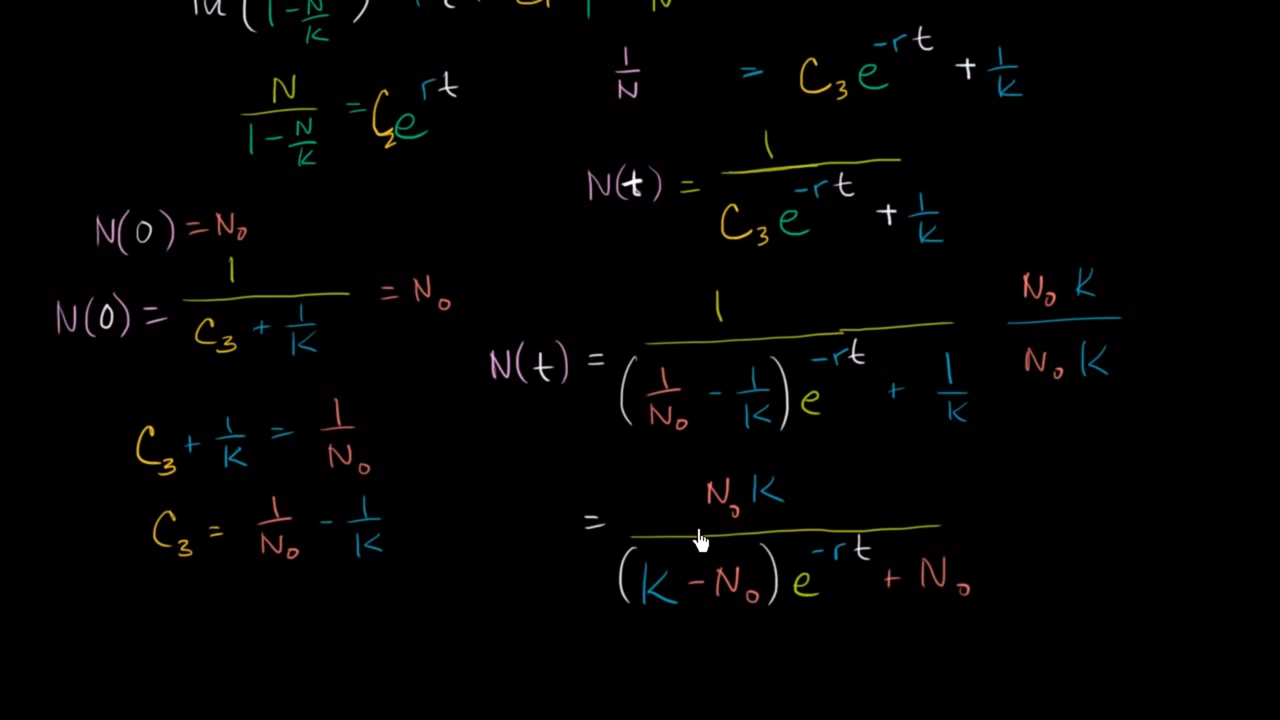 ln(1-N/K)
N/(1-N/K) = C₂e^(rt)
N(0) = N₀
N(0) = 1/(C₃ + 1/K) = N₀
C₃ + 1/K = 1/N₀
C₃ = 1/N₀ - 1/K
1/N = C₃e^(-rt) + 1/K
N(t) = 1/(C₃e^(-rt) + 1/K)
N(t) = 1/((1/N₀ - 1/K)e^(-rt) + 1/K) N₀K/N₀K
= N₀K/((K - N₀)e^(-rt) + N₀)